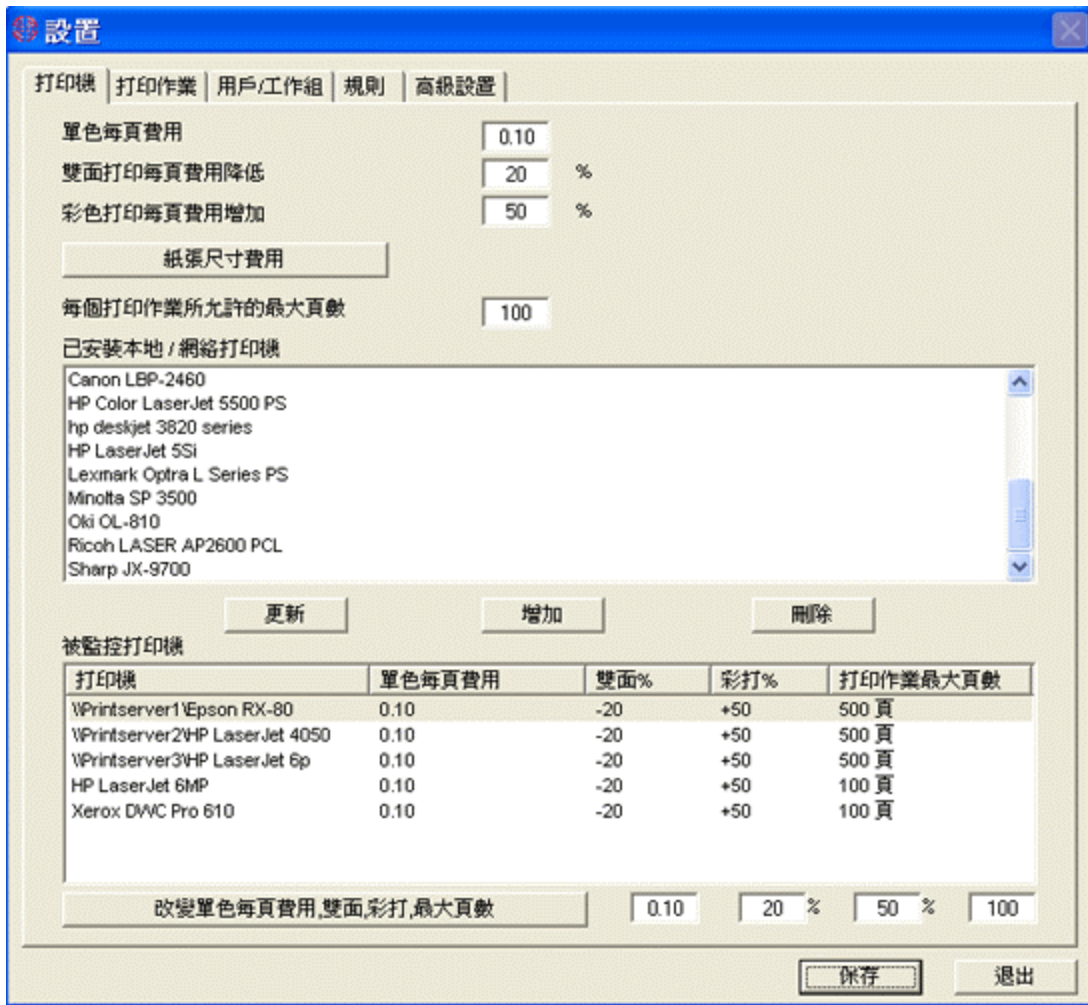 設置
打印機 打印作業 用戶/工作組 規則 高級設置
單色每頁費用 0.10
雙面打印每頁費用降低 20 %
彩色打印每頁費用增加 50 %
紙張尺寸費用
每個打印作業所允許的最大頁數 100
已安裝本地 / 網絡打印機
Canon LBP-2460
HP Color LaserJet 5500 PS
hp deskjet 3820 series
HP LaserJet 5Si
Lexmark Optra L Series PS
Minolta SP 3500
Oki OL-810
Ricoh LASER AP2600 PCL
Sharp JX-9700
更新 增加 刪除
被監控打印機
打印機 單色每頁費用 雙面% 彩打% 打印作業最大頁數
\\Printserver1\Epson RX-80 0.10 -20 +50 500 頁
\\Printserver2\HP LaserJet 4050 0.10 -20 +50 500 頁
\\Printserver3\HP LaserJet 6p 0.10 -20 +50 500 頁
HP LaserJet 6MP 0.10 -20 +50 100 頁
Xerox DWC Pro 610 0.10 -20 +50 100 頁
改變單色每頁費用,雙面,彩打,最大頁數 0.10 20 % 50 % 100
保存 退出